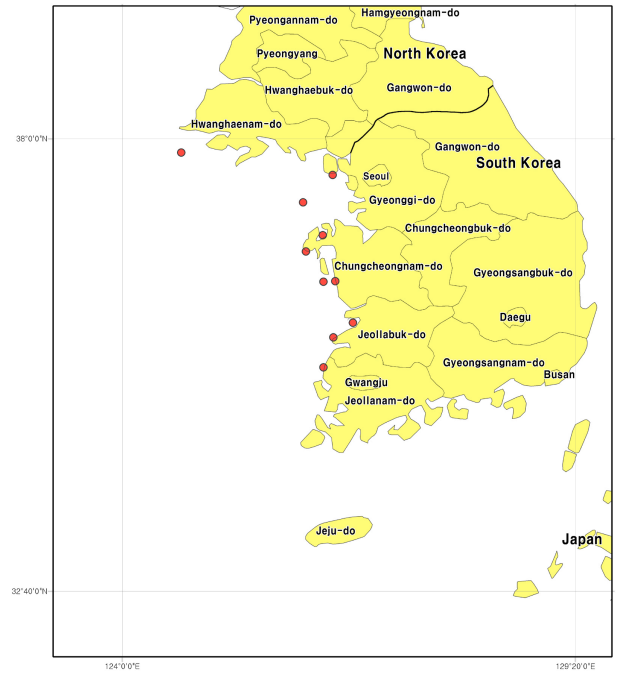 Hamgyeongnam-do
Pyeongannam-do
North Korea
Pyeongyang
Gangwon-do
Hwanghaebuk-do
Hwanghaenam-do
38°0'0"N
Gangwon-do
South Korea
Seoul
Gyeonggi-do
Chungcheongbuk-do
Chungcheongnam-do
Gyeongsangbuk-do
Daegu
Jeollabuk-do
Gyeongsangnam-do
Busan
Gwangju
Jeollanam-do
Jeju-do
Japan
32°40'0"N
124°0'0"E
129°20'0"E